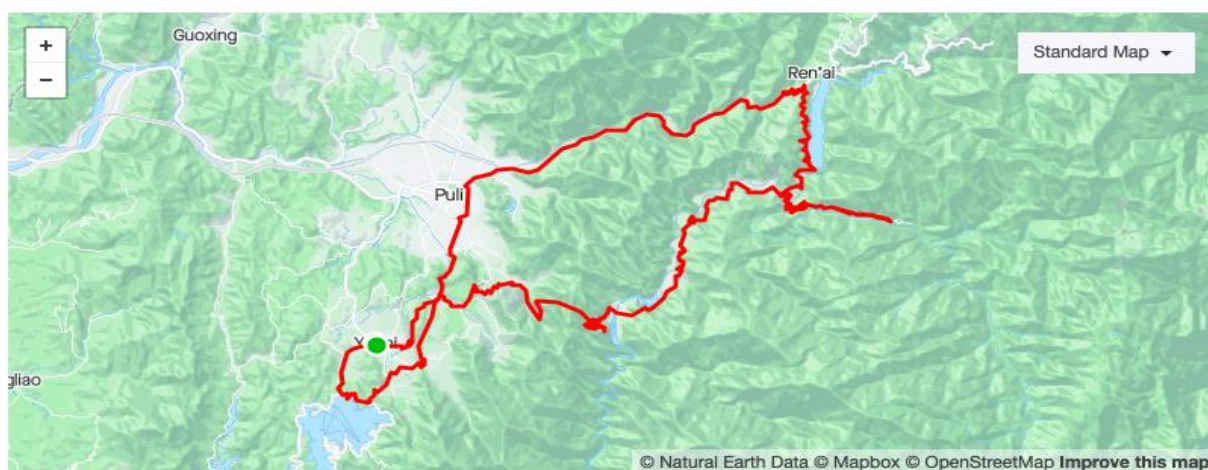 Guoxing
+
−
Standard Map
Ren'ai
Puli
gliao
© Natural Earth Data © Mapbox © OpenStreetMap Improve this map